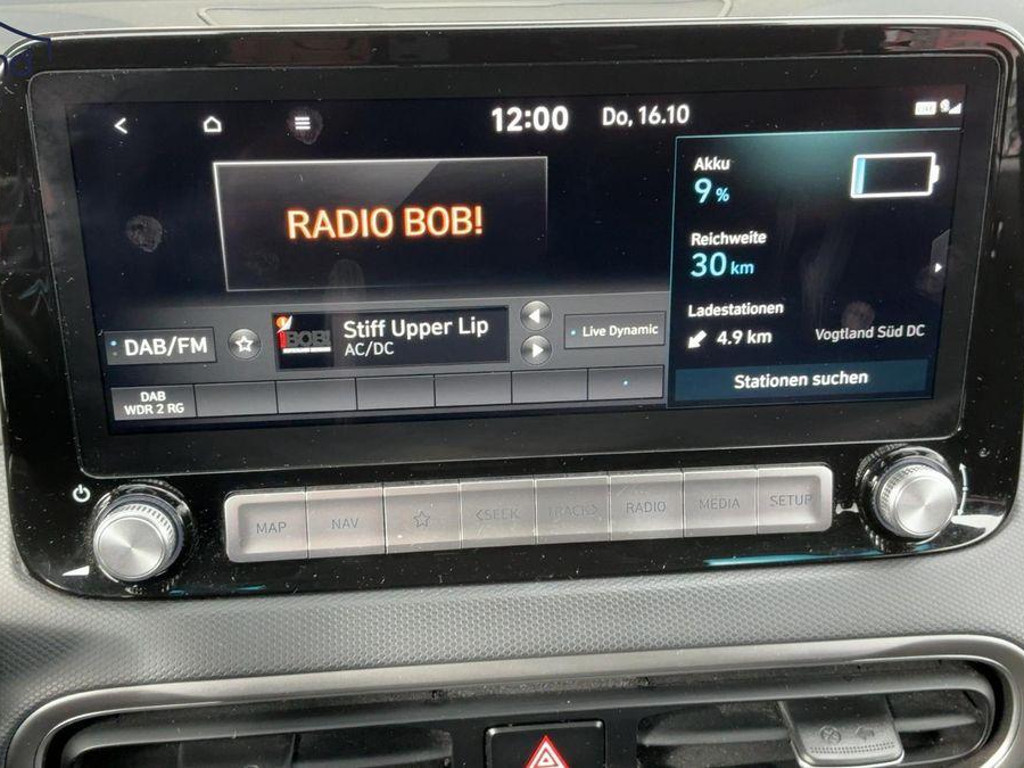 12:00 Do, 16.10
RADIO BOB!
Akku
9 %
Reichweite
30 km
Ladestationen
4.9 km Vogtland Süd DC
Stationen suchen
DAB/FM
BOB!
Stiff Upper Lip
AC/DC
Live Dynamic
DAB
WDR 2 RG
MAP NAV <SEEK TRACK> RADIO MEDIA SETUP